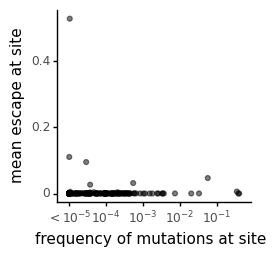 mean escape at site
0.4
0.2
0
< 10⁻⁵ 10⁻⁴ 10⁻³ 10⁻² 10⁻¹
frequency of mutations at site